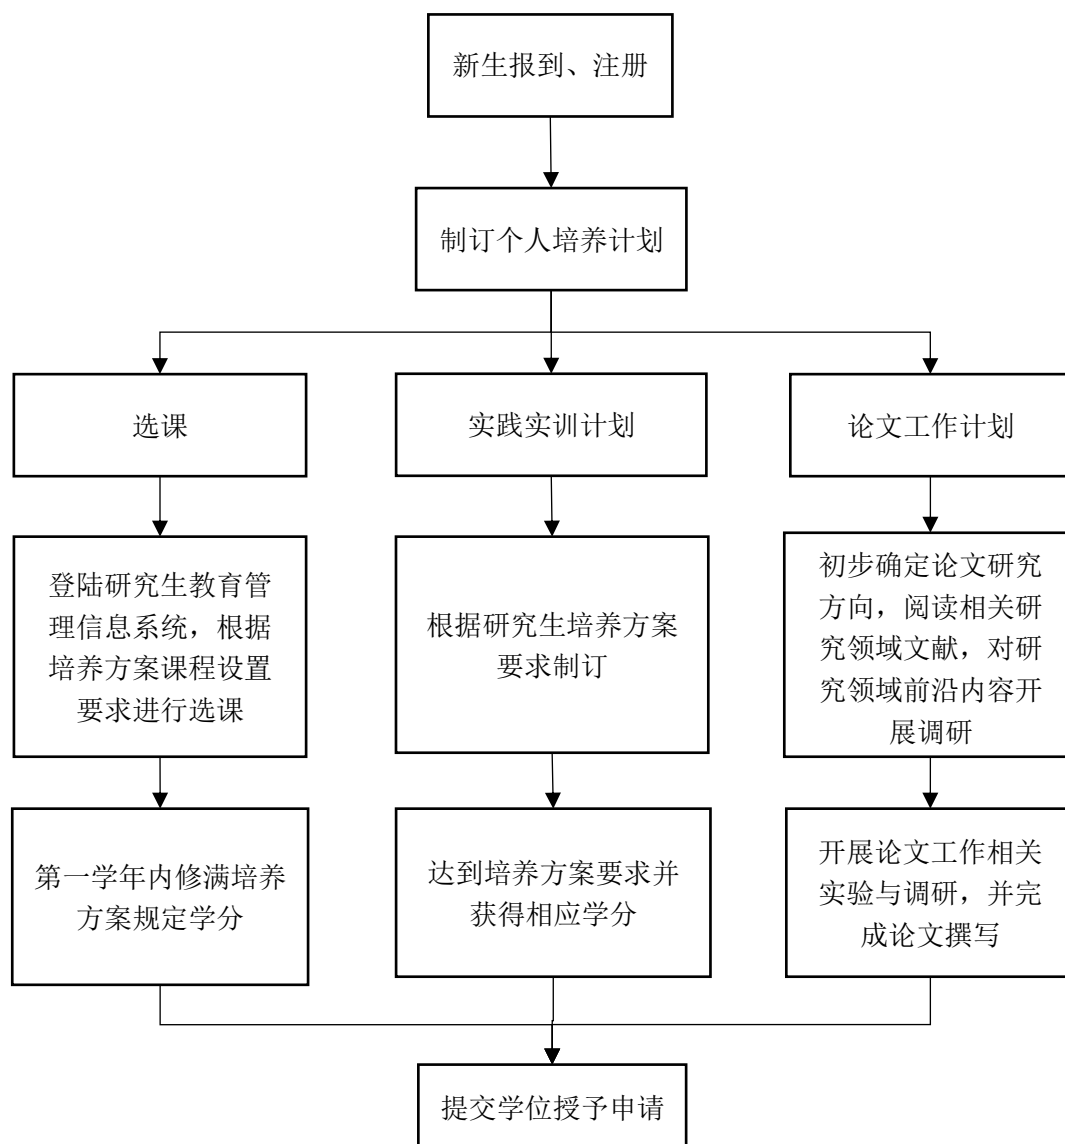 新生报到、注册
制订个人培养计划
选课
实践实训计划
论文工作计划
登陆研究生教育管
理信息系统，根据
培养方案课程设置
要求进行选课
根据研究生培养方案
要求制订
初步确定论文研究
方向，阅读相关研
究领域文献，对研
究领域前沿内容开
展调研
第一学年内修满培养
方案规定学分
达到培养方案要求并
获得相应学分
开展论文工作相关
实验与调研，并完
成论文撰写
提交学位授予申请